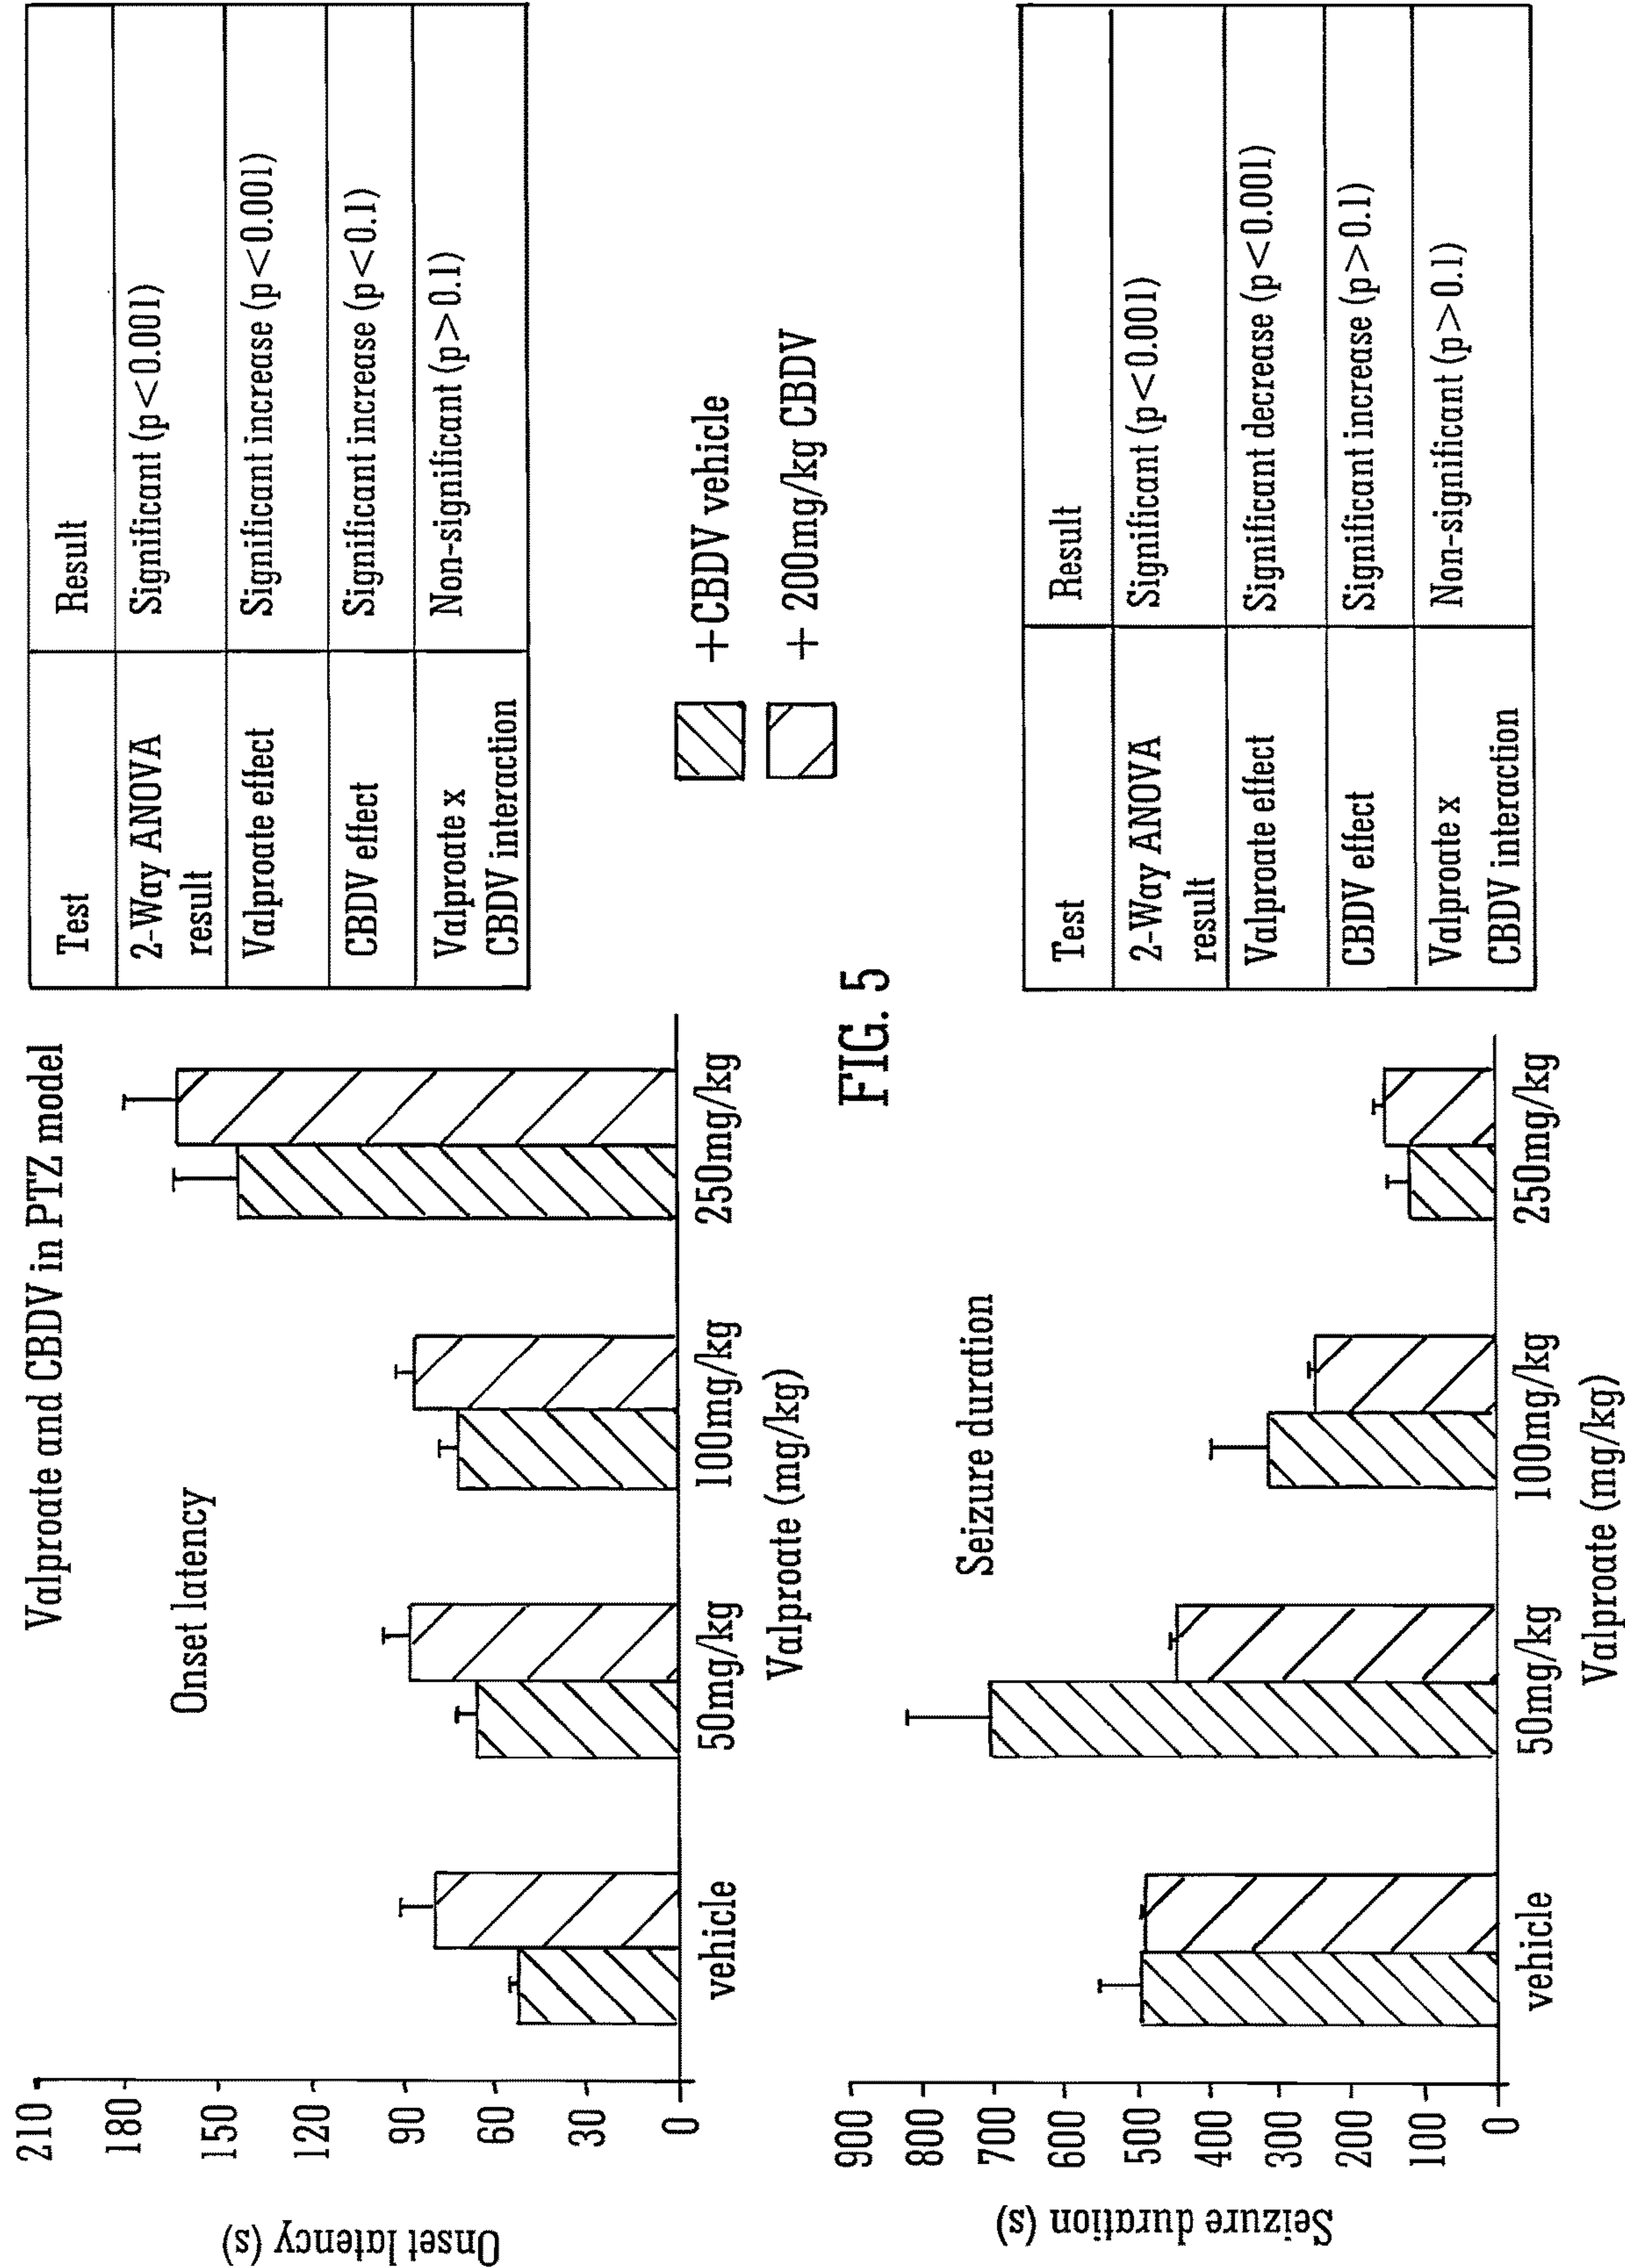 Valproate and CBDV in PTZ model
Onset latency
Onset latency (s)
210
180
150
120
90
60
30
0
vehicle
50mg/kg
100mg/kg
250mg/kg
Valproate (mg/kg)
Test Result
2-Way ANOVA Significant (p<0.001)
result
Valproate effect Significant increase (p<0.001)
CBDV effect Significant increase (p<0.1)
Valproate x Non-significant (p>0.1)
CBDV interaction
+CBDV vehicle
+ 200mg/kg CBDV
FIG. 5
Seizure duration
Seizure duration (s)
900
800
700
600
500
400
300
200
100
0
vehicle
50mg/kg
100mg/kg
250mg/kg
Valproate (mg/kg)
Test Result
2-Way ANOVA Significant (p<0.001)
result
Valproate effect Significant decrease (p<0.001)
CBDV effect Significant increase (p>0.1)
Valproate x Non-significant (p>0.1)
CBDV interaction